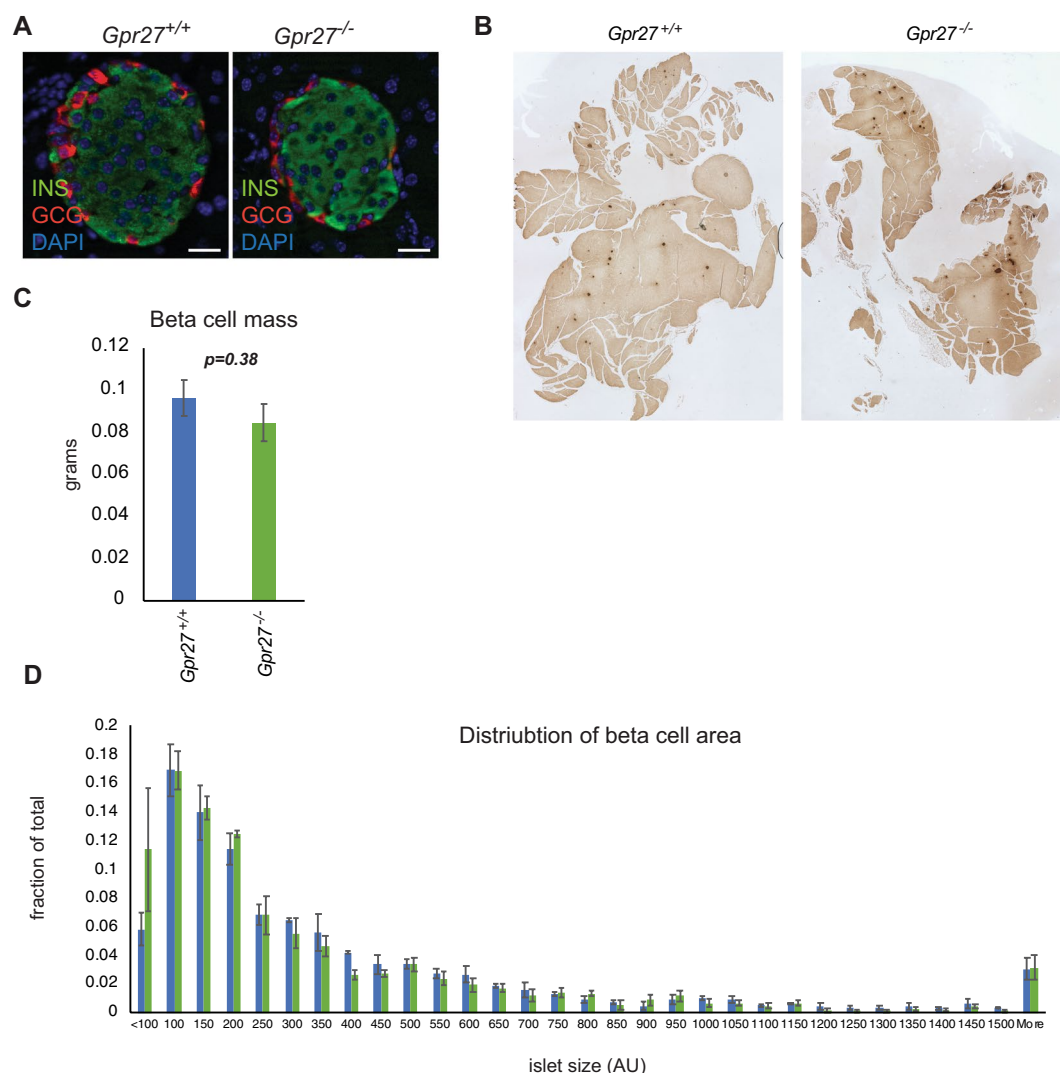 A
Gpr27+/+
Gpr27-/-
INS
GCG
DAPI
INS
GCG
DAPI
B
Gpr27+/+
Gpr27-/-
C
Beta cell mass
p=0.38
0.12
0.1
0.08
0.06
0.04
0.02
0
grams
Gpr27+/+
Gpr27-/-
D
Distriubtion of beta cell area
0.2
0.18
0.16
0.14
0.12
0.1
0.08
0.06
0.04
0.02
0
fraction of total
<100 100 150 200 250 300 350 400 450 500 550 600 650 700 750 800 850 900 950 1000 1050 1100 1150 1200 1250 1300 1350 1400 1450 1500 More
islet size (AU)